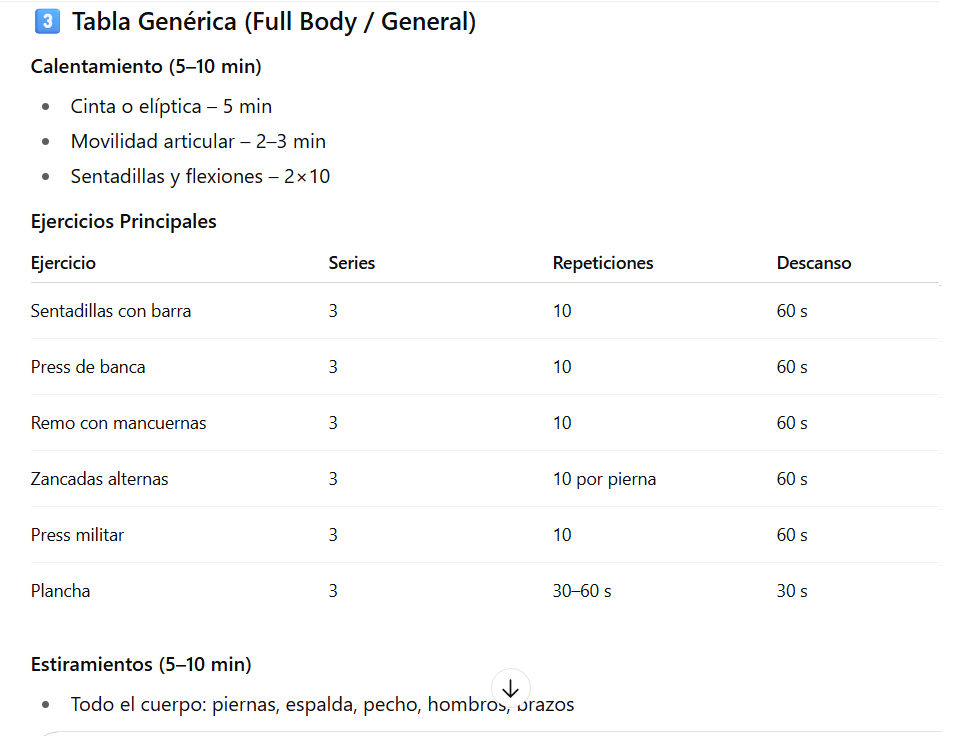 3 Tabla Genérica (Full Body / General)
Calentamiento (5–10 min)
• Cinta o elíptica – 5 min
• Movilidad articular – 2–3 min
• Sentadillas y flexiones – 2×10
Ejercicios Principales
Ejercicio Series Repeticiones Descanso
Sentadillas con barra 3 10 60 s
Press de banca 3 10 60 s
Remo con mancuernas 3 10 60 s
Zancadas alternas 3 10 por pierna 60 s
Press militar 3 10 60 s
Plancha 3 30–60 s 30 s
Estiramientos (5–10 min)
• Todo el cuerpo: piernas, espalda, pecho, hombros, brazos